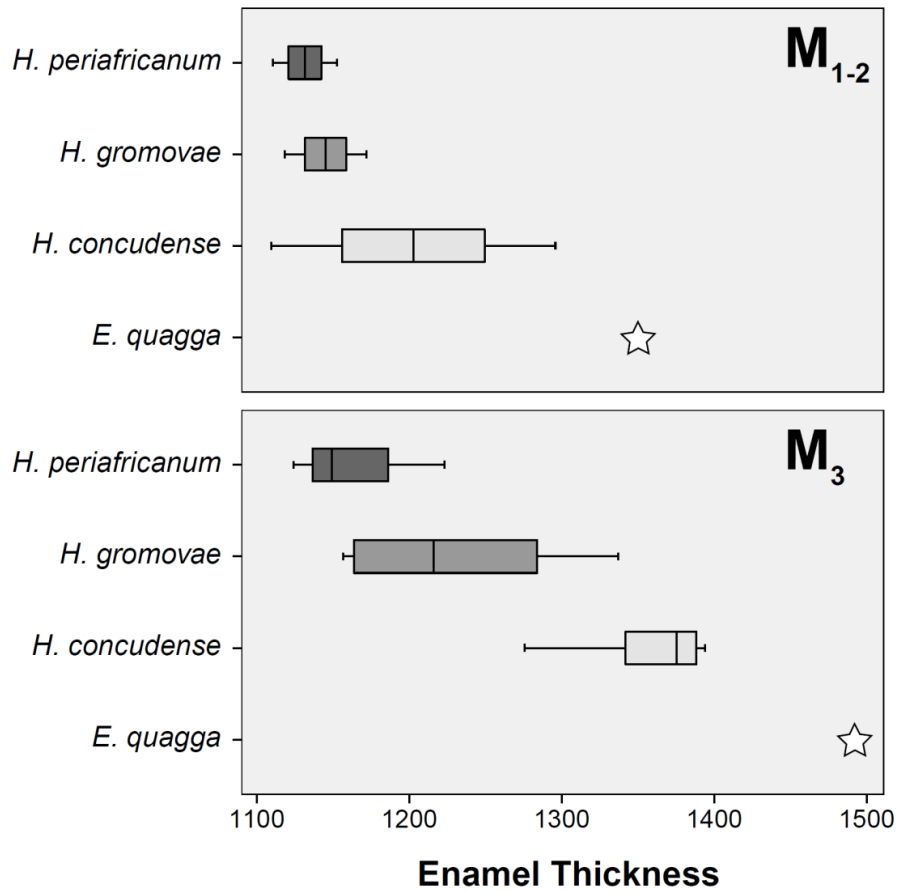 M1-2
H. periafricanum
H. gromovae
H. concudense
E. quagga
M3
H. periafricanum
H. gromovae
H. concudense
E. quagga
1100 1200 1300 1400 1500
Enamel Thickness